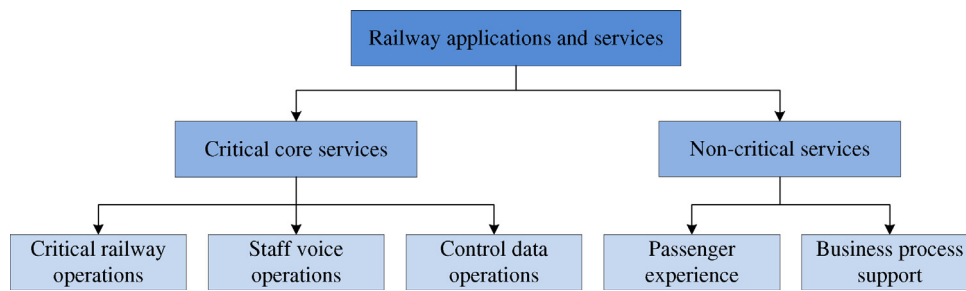 Railway applications and services
Critical core services
Non-critical services
Critical railway
operations
Staff voice
operations
Control data
operations
Passenger
experience
Business process
support